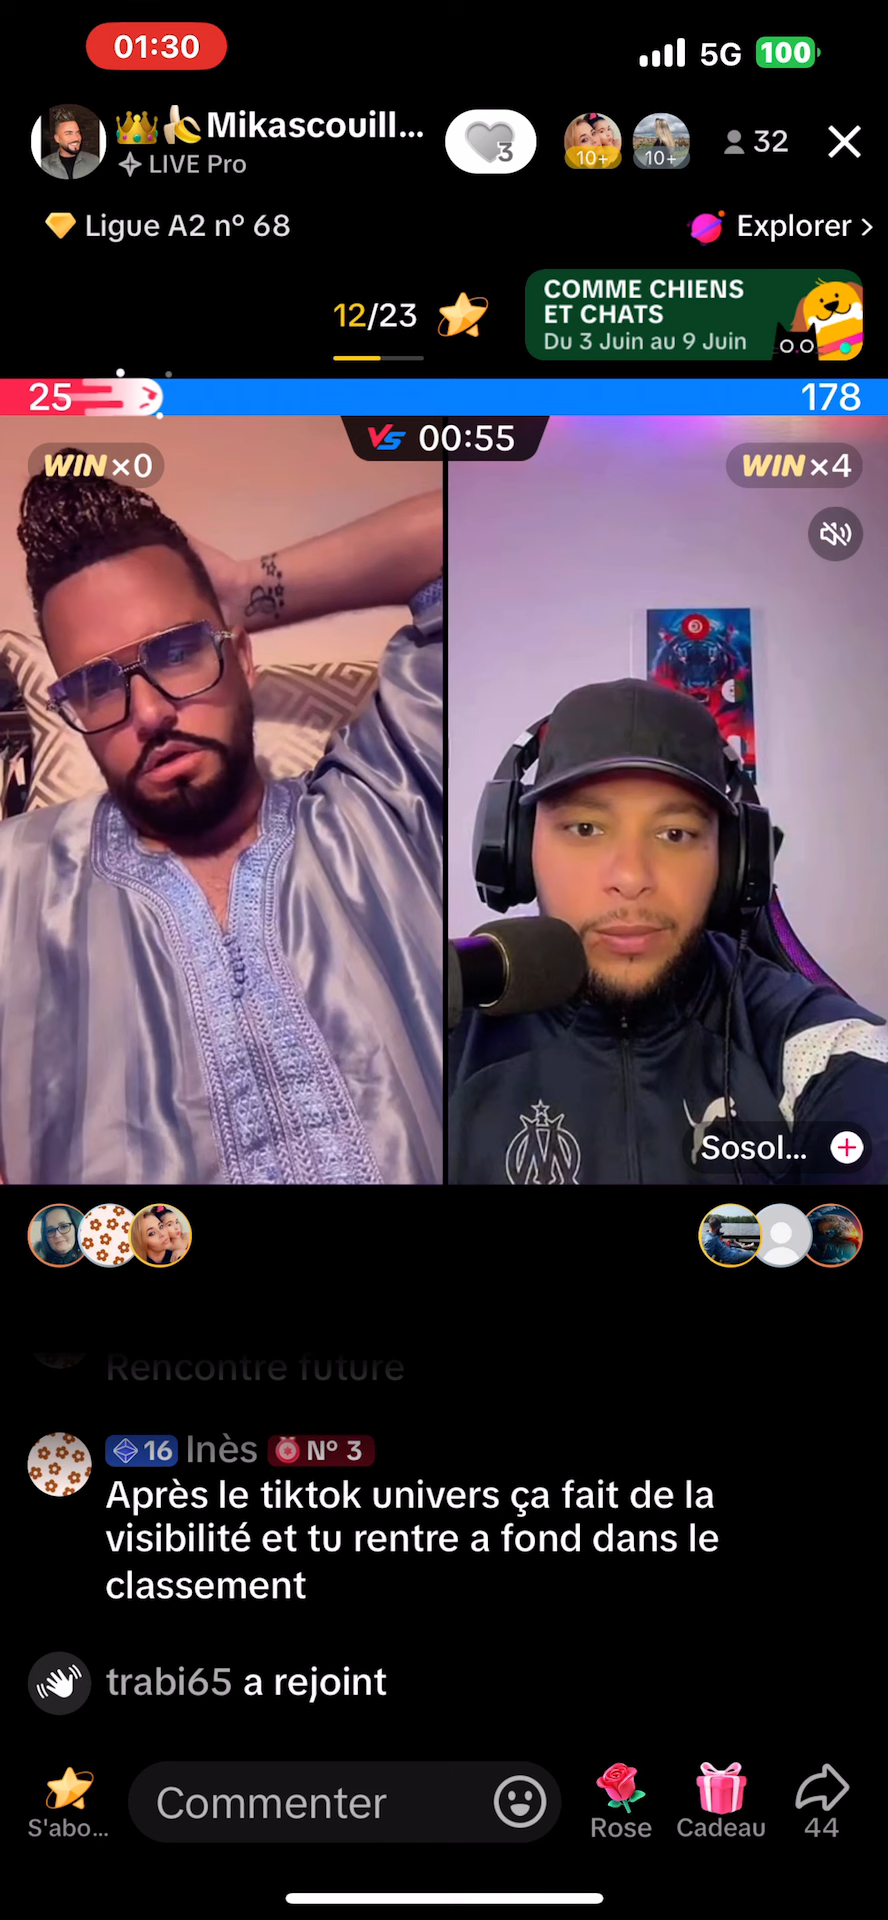 01:30
5G 100
👑🍌Mikascouill...
LIVE Pro
3
10+
10+
32
Ligue A2 nº 68
Explorer >
12/23
COMME CHIENS
ET CHATS
Du 3 Juin au 9 Juin
25
178
VS 00:55
WIN ×0
WIN ×4
Sosol...
Rencontre future
16 Inès Nº 3
Après le tiktok univers ça fait de la
visibilité et tu rentre a fond dans le
classement
trabi65 a rejoint
Commenter
S'abo...
Rose
Cadeau
44